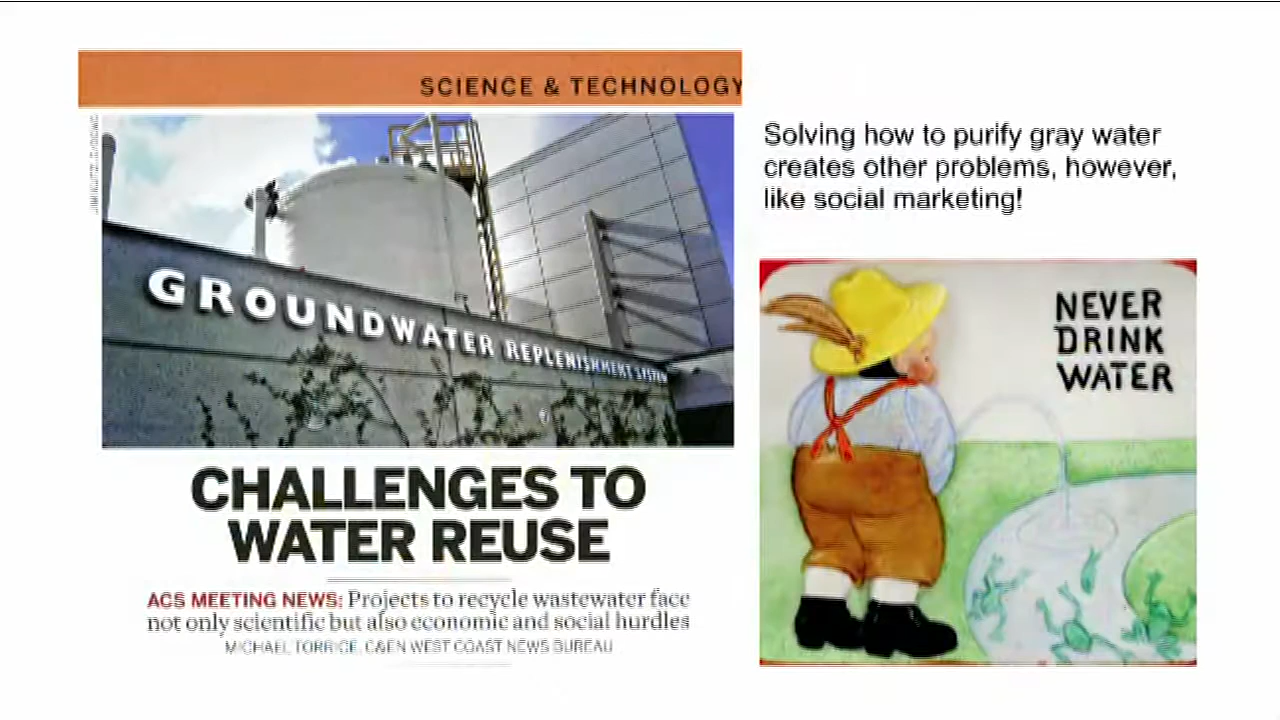 SCIENCE & TECHNOLOGY
GROUNDWATER REPLENISHMENT SYSTEM
CHALLENGES TO
WATER REUSE
ACS MEETING NEWS: Projects to recycle wastewater face
not only scientific but also economic and social hurdles
MICHAEL TORRICE, C&EN WEST COAST NEWS BUREAU
Solving how to purify gray water
creates other problems, however,
like social marketing!
NEVER
DRINK
WATER